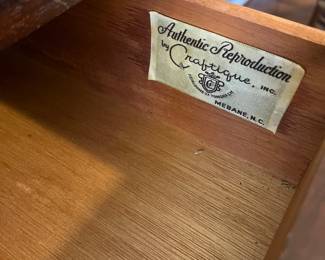 Authentic Reproduction
by Craftique, INC.
MEBANE, N.C.